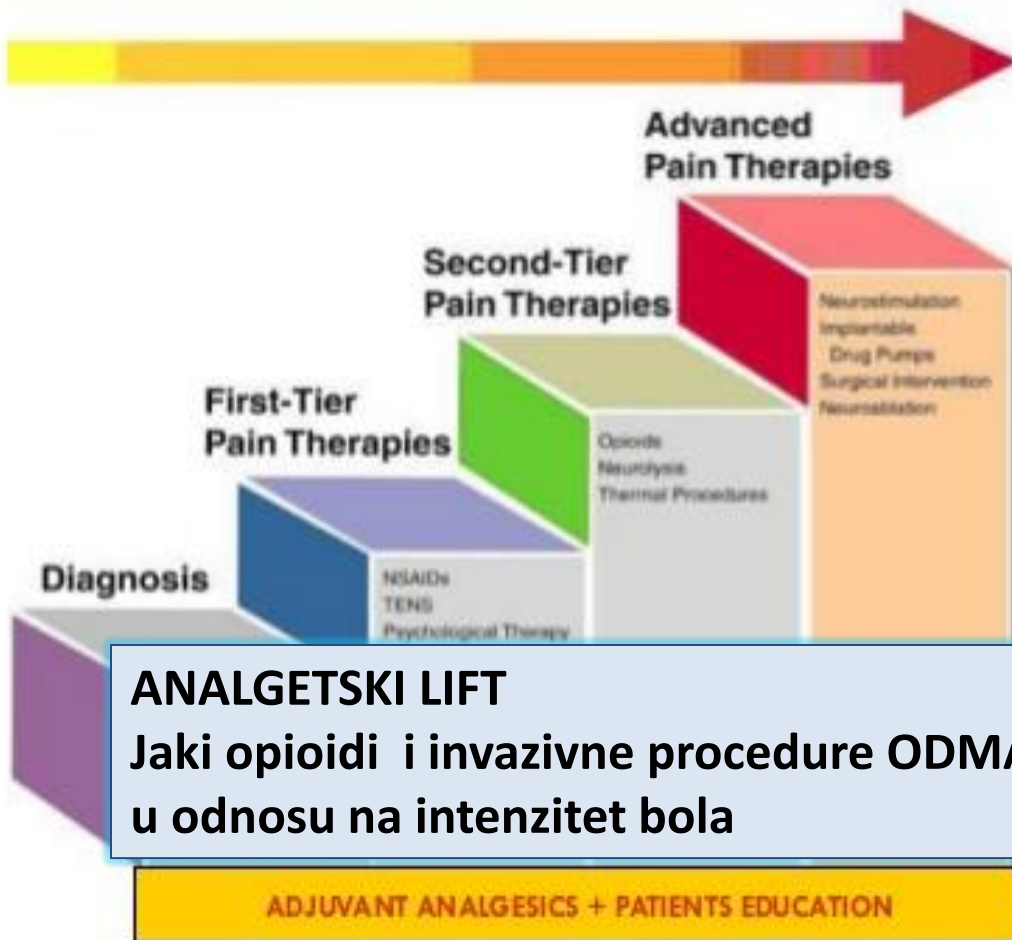 Advanced
Pain Therapies
Second-Tier
Pain Therapies
Neurostimulation
Implantable
Drug Pumps
Surgical Intervention
Neuroablation
First-Tier
Pain Therapies
Opioids
Neurolysis
Thermal Procedures
Diagnosis
NSAIDs
TENS
Psychological Therapy
ANALGETSKI LIFT
Jaki opioidi i invazivne procedure
u odnosu na intenzitet bola
ADJUVANT ANALGESICS + PATIENTS EDUCATION